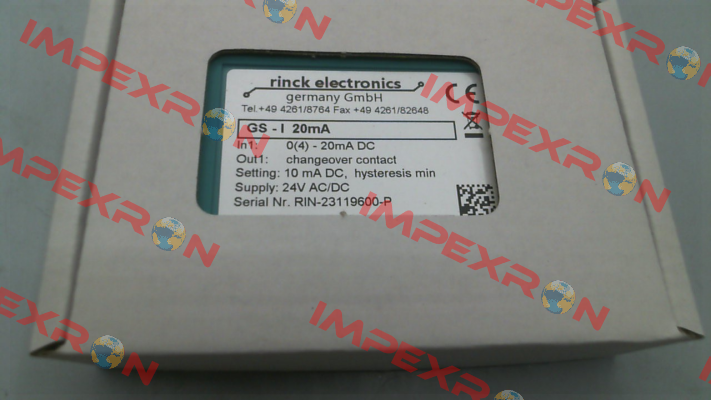 rinck electronics
germany GmbH
Tel.+49 4261/8764 Fax +49 4261/82648
CE
GS - I 20mA
In1: 0(4) - 20mA DC
Out1: changeover contact
Setting: 10 mA DC, hysteresis min
Supply: 24V AC/DC
Serial Nr. RIN-23119600-P
IMPEXRON
IMPEXRON
IMPEXRON
IMPEXRON
IMPEXRON
IMPEXRON
IMPEXRON